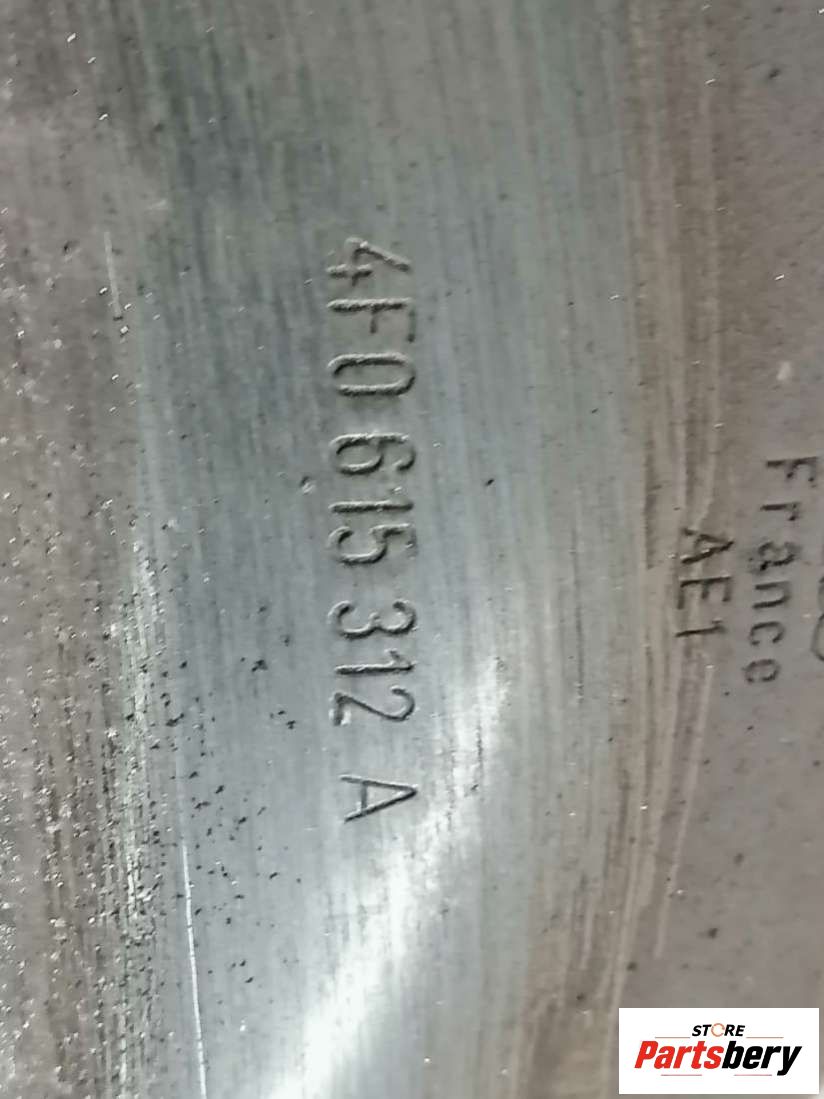 4F0 615 312 A
France
AE1
STORE
Partsbery